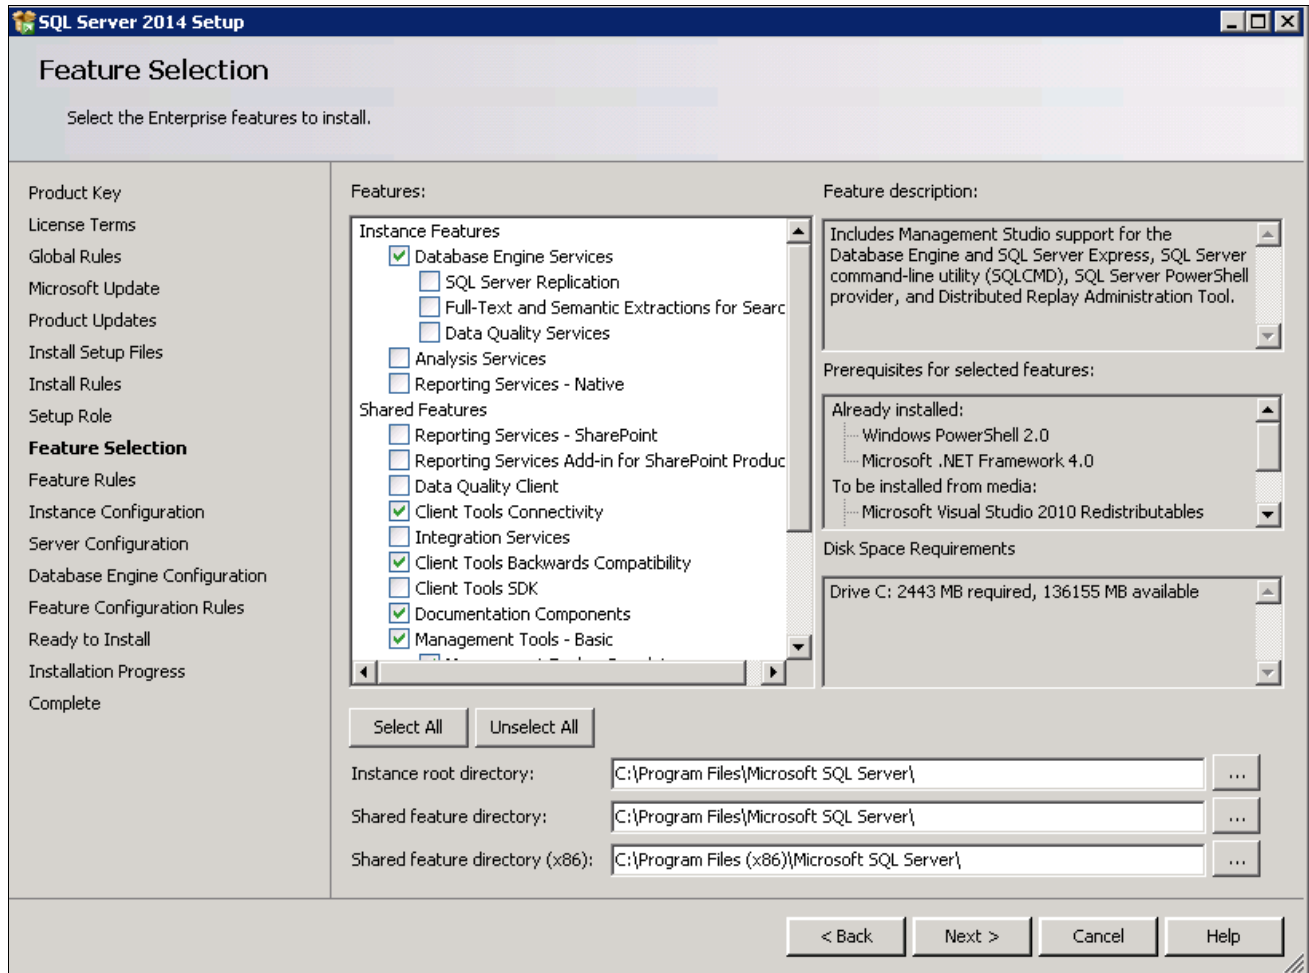 SQL Server 2014 Setup
Feature Selection
Select the Enterprise features to install.
Product Key
License Terms
Global Rules
Microsoft Update
Product Updates
Install Setup Files
Install Rules
Setup Role
Feature Selection
Feature Rules
Instance Configuration
Server Configuration
Database Engine Configuration
Feature Configuration Rules
Ready to Install
Installation Progress
Complete
Features:
Instance Features
Database Engine Services
SQL Server Replication
Full-Text and Semantic Extractions for Searc
Data Quality Services
Analysis Services
Reporting Services - Native
Shared Features
Reporting Services - SharePoint
Reporting Services Add-in for SharePoint Produc
Data Quality Client
Client Tools Connectivity
Integration Services
Client Tools Backwards Compatibility
Client Tools SDK
Documentation Components
Management Tools - Basic
Feature description:
Includes Management Studio support for the
Database Engine and SQL Server Express, SQL Server
command-line utility (SQLCMD), SQL Server PowerShell
provider, and Distributed Replay Administration Tool.
Prerequisites for selected features:
Already installed:
Windows PowerShell 2.0
Microsoft .NET Framework 4.0
To be installed from media:
Microsoft Visual Studio 2010 Redistributables
Disk Space Requirements
Drive C: 2443 MB required, 136155 MB available
Select All
Unselect All
Instance root directory:
C:\Program Files\Microsoft SQL Server\
...
Shared feature directory:
C:\Program Files\Microsoft SQL Server\
...
Shared feature directory (x86):
C:\Program Files (x86)\Microsoft SQL Server\
...
< Back
Next >
Cancel
Help